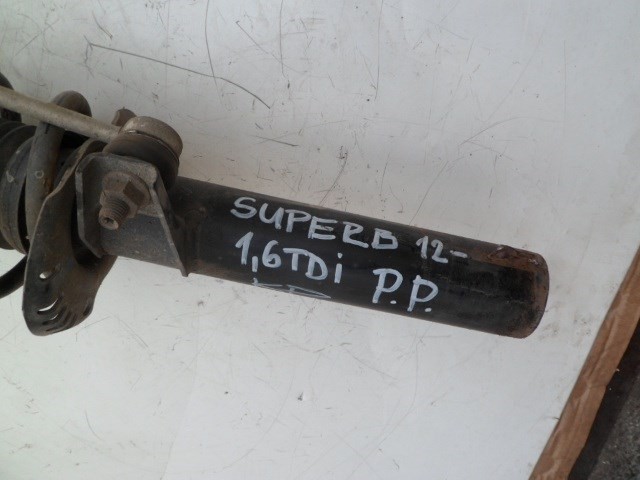 SUPERB 12-
1,6TDi P.P.